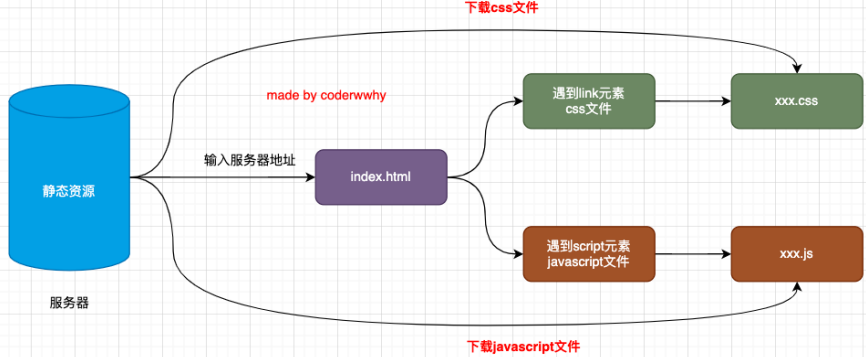 下载css文件
made by coderwwhy
遇到link元素
css文件
xxx.css
输入服务器地址
静态资源
index.html
遇到script元素
javascript文件
xxx.js
服务器
下载javascript文件